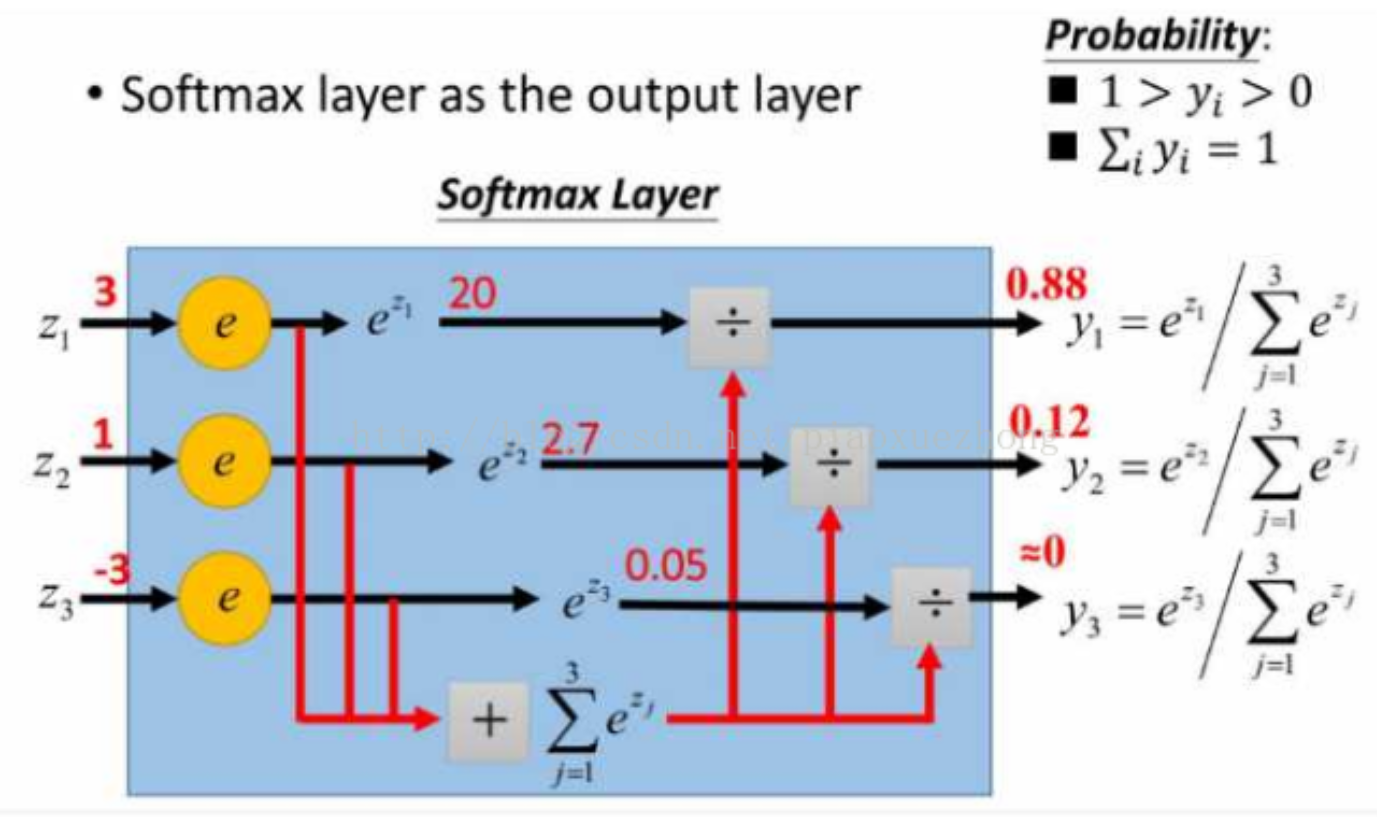 Probability:
■ 1 > yᵢ > 0
■ ∑ᵢ yᵢ = 1
• Softmax layer as the output layer
Softmax Layer
z₁ 3 e e^{z₁} 20 ÷ 0.88 y₁ = e^{z₁} / ∑_{j=1}^{3} e^{z_j}
z₂ 1 e e^{z₂} 2.7 ÷ 0.12 y₂ = e^{z₂} / ∑_{j=1}^{3} e^{z_j}
z₃ -3 e e^{z₃} 0.05 ÷ ≈0 y₃ = e^{z₃} / ∑_{j=1}^{3} e^{z_j}
+ ∑_{j=1}^{3} e^{z_j}